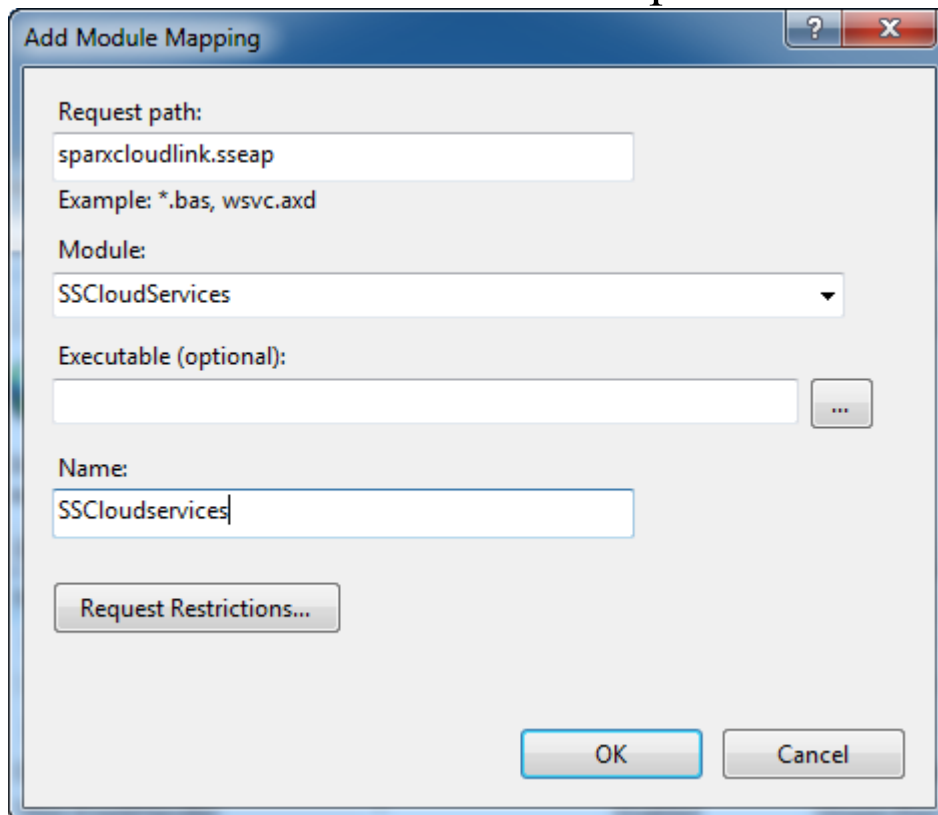 Add Module Mapping
Request path:
sparxcloudlink.sseap
Example: *.bas, wsvc.axd
Module:
SSCloudServices
Executable (optional):
...
Name:
SSCloudservices
Request Restrictions...
OK Cancel